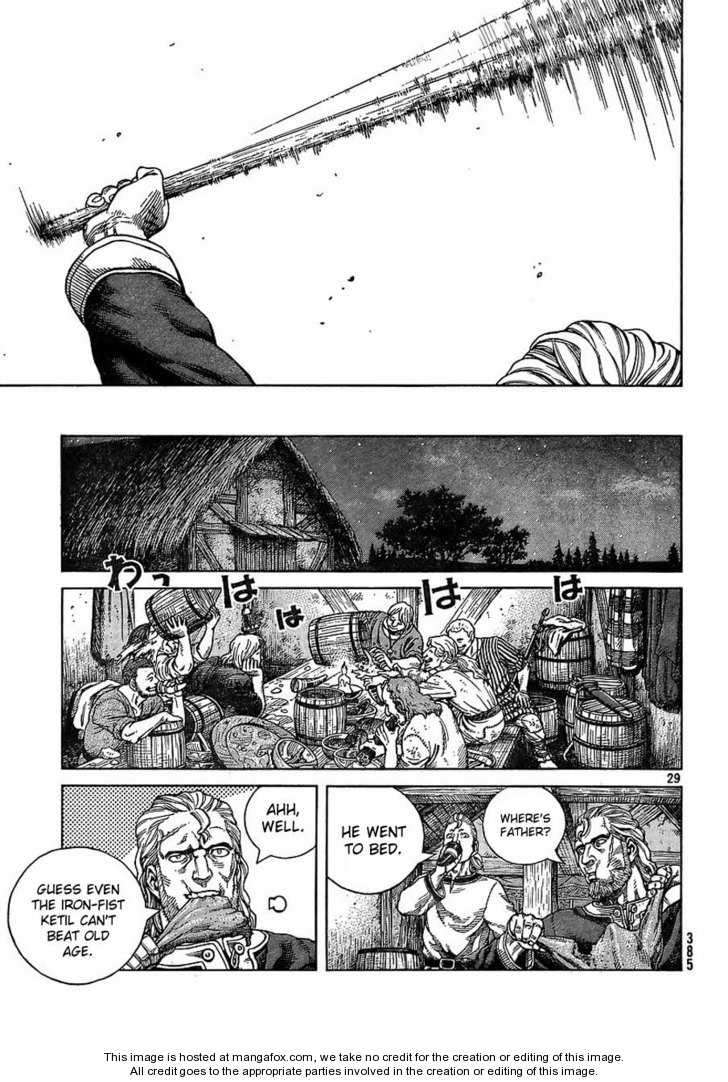 わっ
は
は
は
は
29
WHERE'S
FATHER?
HE WENT
TO BED.
AHH,
WELL.
GUESS EVEN
THE IRON-FIST
KETIL CAN'T
BEAT OLD
AGE.
385
This image is hosted at mangafox.com, we take no credit for the creation or editing of this image.
All credit goes to the appropriate parties involved in the creation or editing of this image.